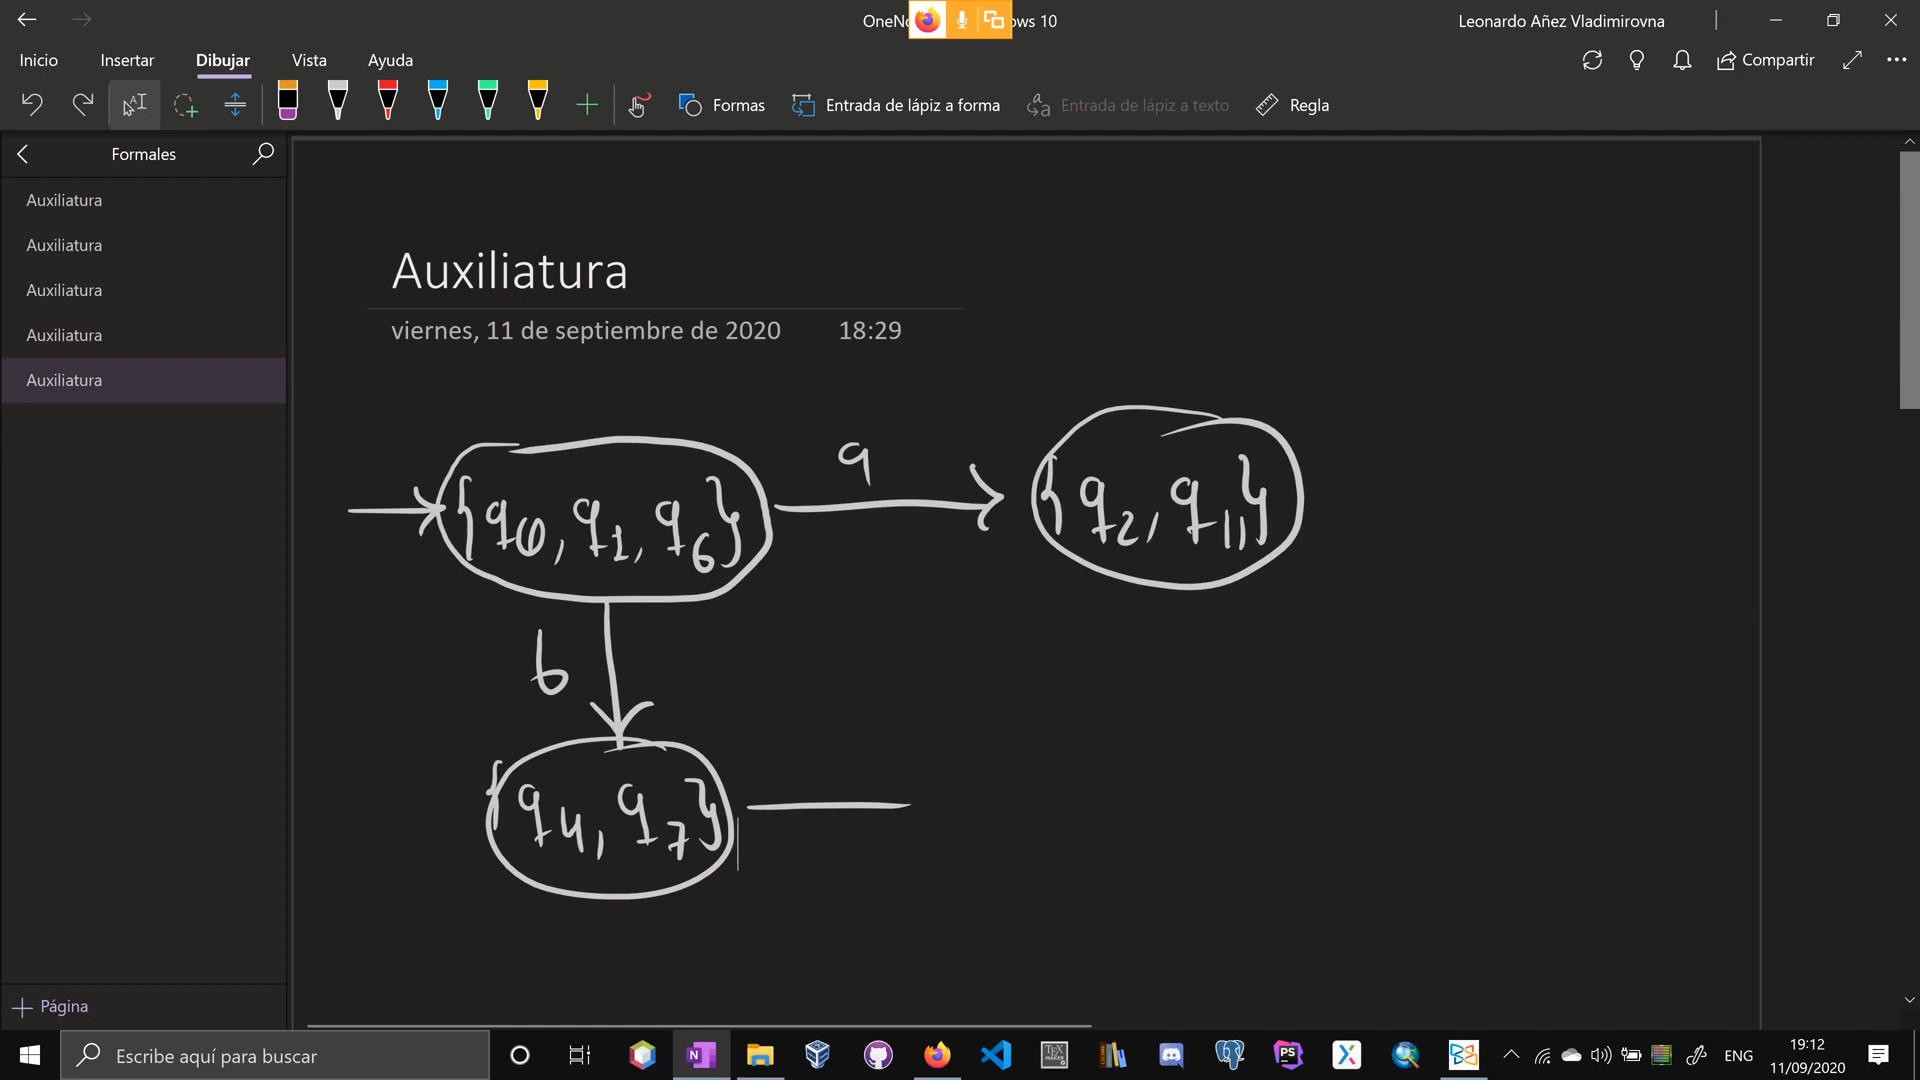 OneNo
ows 10
Leonardo Añez Vladimirovna
Inicio
Insertar
Dibujar
Vista
Ayuda
Compartir
Formas
Entrada de lápiz a forma
Entrada de lápiz a texto
Regla
Formales
Auxiliatura
Auxiliatura
Auxiliatura
Auxiliatura
Auxiliatura
Auxiliatura
viernes, 11 de septiembre de 2020 18:29
a
{q0, q1, q6}
{q2, q11}
b
{q4, q7}
Página
Escribe aquí para buscar
ENG
19:12
11/09/2020